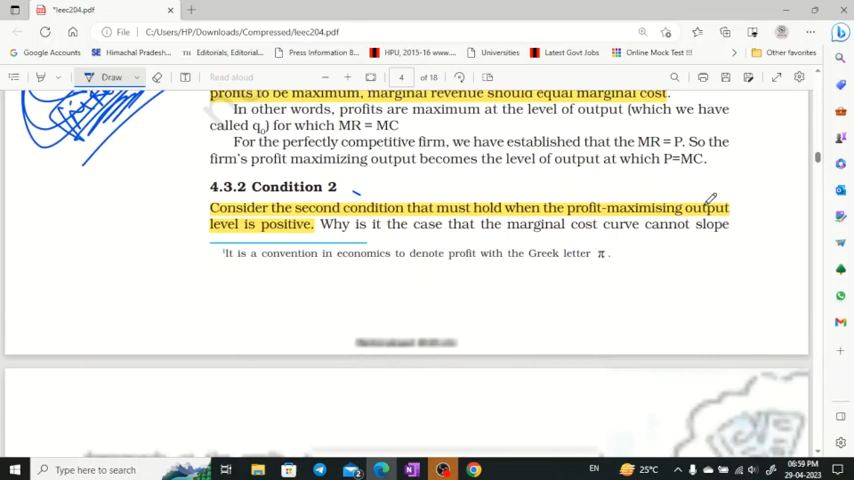 *leec204.pdf
File
C:/Users/HP/Downloads/Compressed/leec204.pdf
Google Accounts
Himachal Pradesh...
Editorials, Editorial...
Press Information B...
HPU, 2015-16 www....
Universities
Latest Govt Jobs
Online Mock Test !!!
Other favorites
Draw
Read aloud
4 of 18
profits to be maximum, marginal revenue should equal marginal cost.
In other words, profits are maximum at the level of output (which we have
called q0) for which MR = MC
For the perfectly competitive firm, we have established that the MR = P. So the
firm's profit maximizing output becomes the level of output at which P=MC.
4.3.2 Condition 2
Consider the second condition that must hold when the profit-maximising output
level is positive. Why is it the case that the marginal cost curve cannot slope
1It is a convention in economics to denote profit with the Greek letter π .
Type here to search
EN
25°C
06:59 PM
29-04-2023